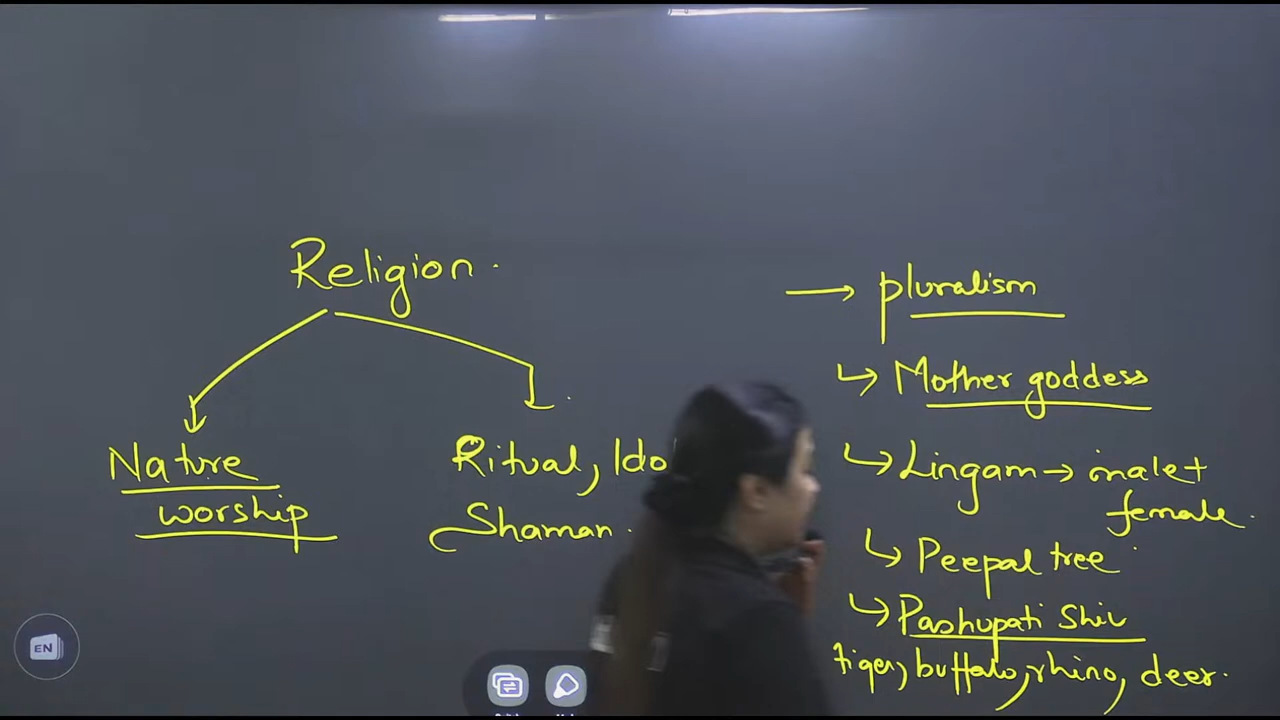 Religion.
Nature
worship
Ritual, Ido
Shaman.
→ pluralism
↳ Mother goddess
↳ Lingam → male +
female.
↳ Peepal tree
↳ Pashupati Shiv
tiger, buffalo, rhino, deer.
EN